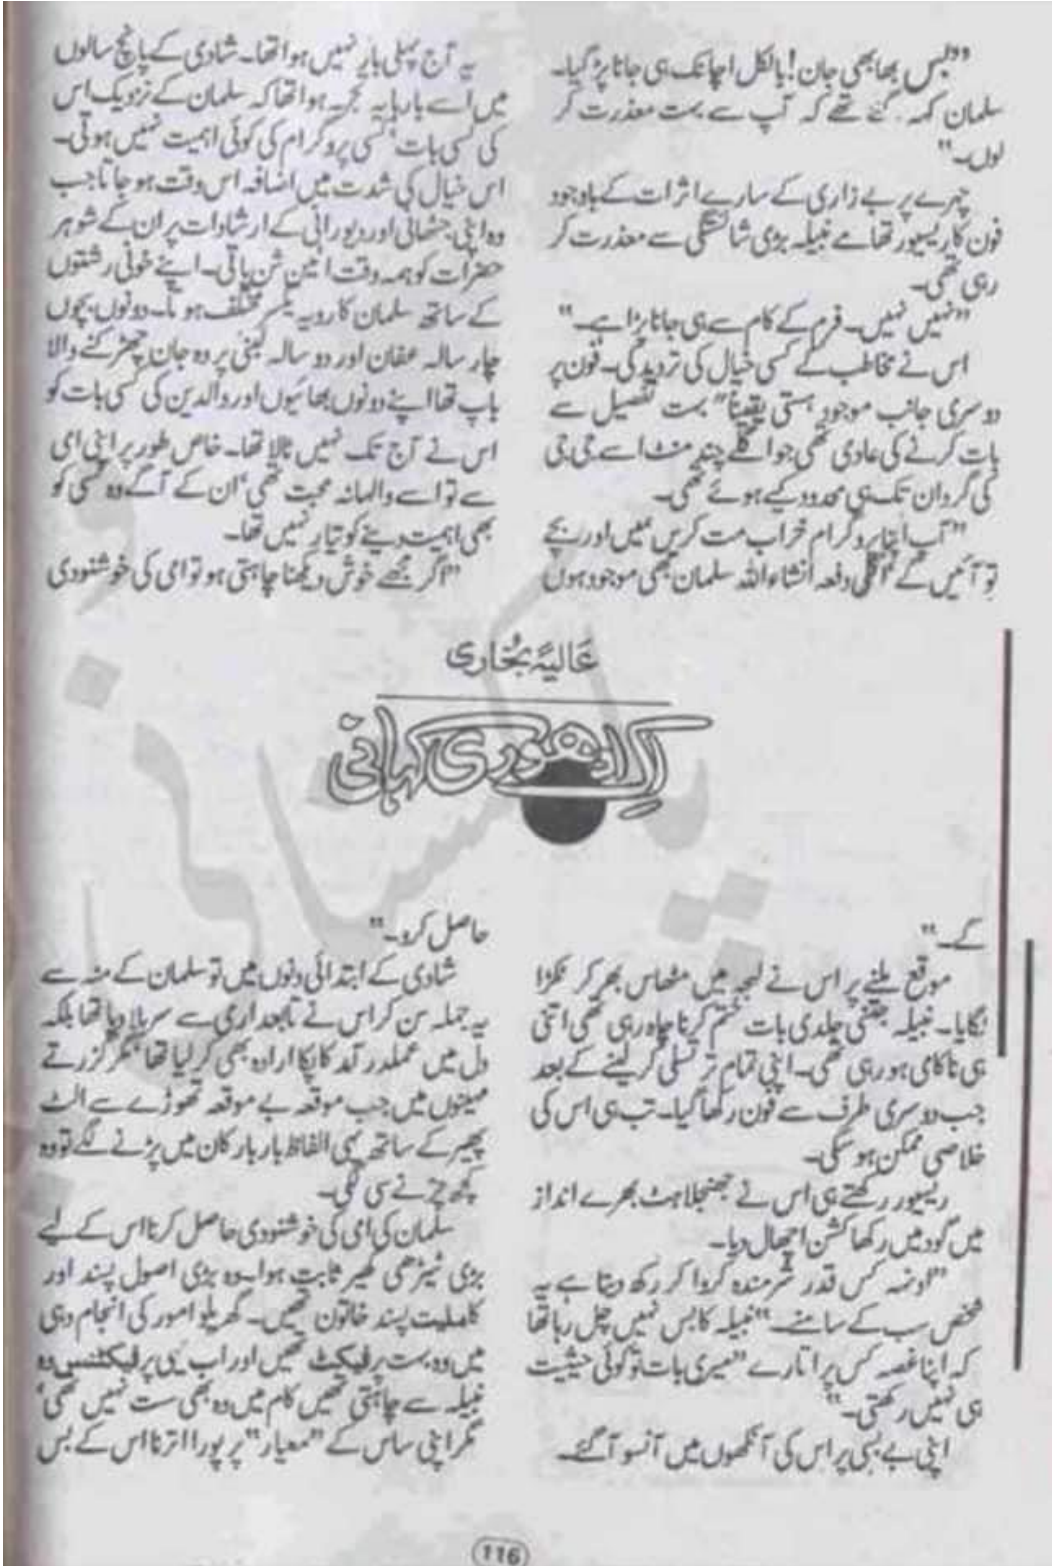 "بس بھابھی جان! بالکل اچانک ہی جانا پڑ گیا۔
سلمان کہہ گئے تھے کہ آپ سے بہت معذرت کر
لوں۔"
چہرے پر بے زاری کے سارے اثرات کے باوجود
فون کا ریسیور تھامے نبیلہ بڑی شائستگی سے معذرت کر
رہی تھی۔
"نہیں نہیں۔ فرم کے کام سے ہی جانا پڑا ہے۔"
اس نے مخاطب کے کسی خیال کی تردید کی۔ فون پر
دوسری جانب موجود ہستی یقیناً" بہت تفصیل سے
بات کرنے کی عادی تھی جو اگلے چند منٹ اسے جی جی
کی گردان تک ہی محدود کیے ہوئے تھی۔
"آپ اپنا پروگرام خراب مت کریں میں اور بچے
تو آئیں گے' اگلی دفعہ انشاء اللہ سلمان بھی موجود ہوں
گے۔"
موقع ملنے پر اس نے لہجہ میں مٹھاس بھر کر ٹکڑا
لگایا۔ نبیلہ جتنی جلدی بات ختم کرنا چاہ رہی تھی اتنی
ہی ناکامی ہو رہی تھی۔ اپنی تمام تر تسلی کر لینے کے بعد
جب دوسری طرف سے فون رکھا گیا۔ تب ہی اس کی
خلاصی ممکن ہو سکی۔
ریسیور رکھتے ہی اس نے جھنجلاہٹ بھرے انداز
میں گود میں رکھا کشن اچھال دیا۔
"اونہہ کس قدر شرمندہ کروا کر رکھ دیتا ہے یہ
شخص سب کے سامنے۔" نبیلہ کا بس نہیں چل رہا تھا
کہ اپنا غصہ کس پر اتارے "میری بات تو کوئی حیثیت
ہی نہیں رکھتی۔"
اپنی بے بسی پر اس کی آنکھوں میں آنسو آ گئے۔
یہ آج پہلی بار نہیں ہوا تھا۔ شادی کے پانچ سالوں
میں اسے بارہا یہ تجربہ ہوا تھا کہ سلمان کے نزدیک اس
کی کسی بات' کسی پروگرام کی کوئی اہمیت نہیں ہوتی۔
اس خیال کی شدت میں اضافہ اس وقت ہو جاتا جب
وہ اپنی جٹھانی اور دیورانی کے ارشادات پر ان کے شوہر
حضرات کو ہمہ وقت اٹین شن پاتی۔ اپنے خونی رشتوں
کے ساتھ سلمان کا رویہ یکسر مختلف ہوتا۔ دونوں بچوں
چار سالہ عفان اور دو سالہ کیٹی پر وہ جان چھڑکنے والا
باپ تھا اپنے دونوں بھائیوں اور والدین کی کسی بات کو
اس نے آج تک نہیں ٹالا تھا۔ خاص طور پر اپنی امی
سے تو اسے والہانہ محبت تھی' ان کے آگے وہ کسی کو
بھی اہمیت دینے کو تیار نہیں تھا۔
"اگر مجھے خوش دیکھنا چاہتی ہو تو امی کی خوشنودی
حاصل کرو۔"
شادی کے ابتدائی دنوں میں تو سلمان کے منہ سے
یہ جملہ سن کر اس نے تابعداری سے سر ہلا دیا تھا بلکہ
دل میں عملدرآمد کا پکا ارادہ بھی کر لیا تھا' مگر گزرتے
مہینوں میں جب موقعہ بے موقعہ تھوڑے سے الٹ
پھیر کے ساتھ یہی الفاظ بار بار کان میں پڑنے لگے تو وہ
کچھ چڑنے سی لگی۔
سلمان کی امی کی خوشنودی حاصل کرنا اس کے لیے
بڑی ٹیڑھی کھیر ثابت ہوا۔ وہ بڑی اصول پسند اور
کاملیت پسند خاتون تھیں۔ گھریلو امور کی انجام دہی
میں وہ بہت پرفیکٹ تھیں اور اب یہی پرفیکٹنس وہ
نبیلہ سے چاہتی تھیں کام میں وہ بھی ست نہیں تھی'
مگر اپنی ساس کے "معیار" پر پورا اترنا اس کے بس
عالیہ بخاری
اک ادھوری کہانی
116